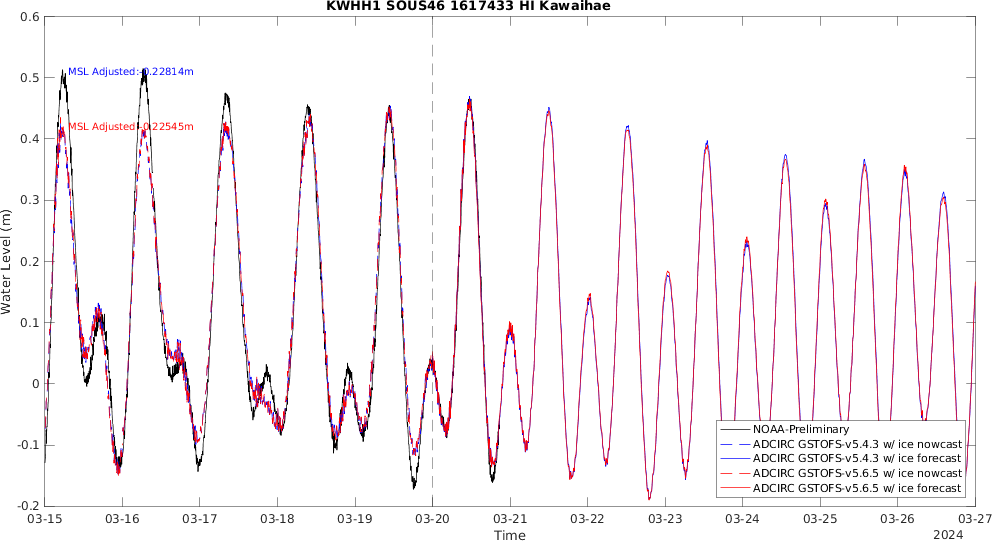 KWHH1 SOUS46 1617433 HI Kawaihae
Water Level (m)
0.6
0.5
0.4
0.3
0.2
0.1
0
-0.1
-0.2
MSL Adjusted:-0.22814m
MSL Adjusted:-0.22545m
NOAA-Preliminary
ADCIRC GSTOFS-v5.4.3 w/ ice nowcast
ADCIRC GSTOFS-v5.4.3 w/ ice forecast
ADCIRC GSTOFS-v5.6.5 w/ ice nowcast
ADCIRC GSTOFS-v5.6.5 w/ ice forecast
03-15 03-16 03-17 03-18 03-19 03-20 03-21 03-22 03-23 03-24 03-25 03-26 03-27
Time
2024